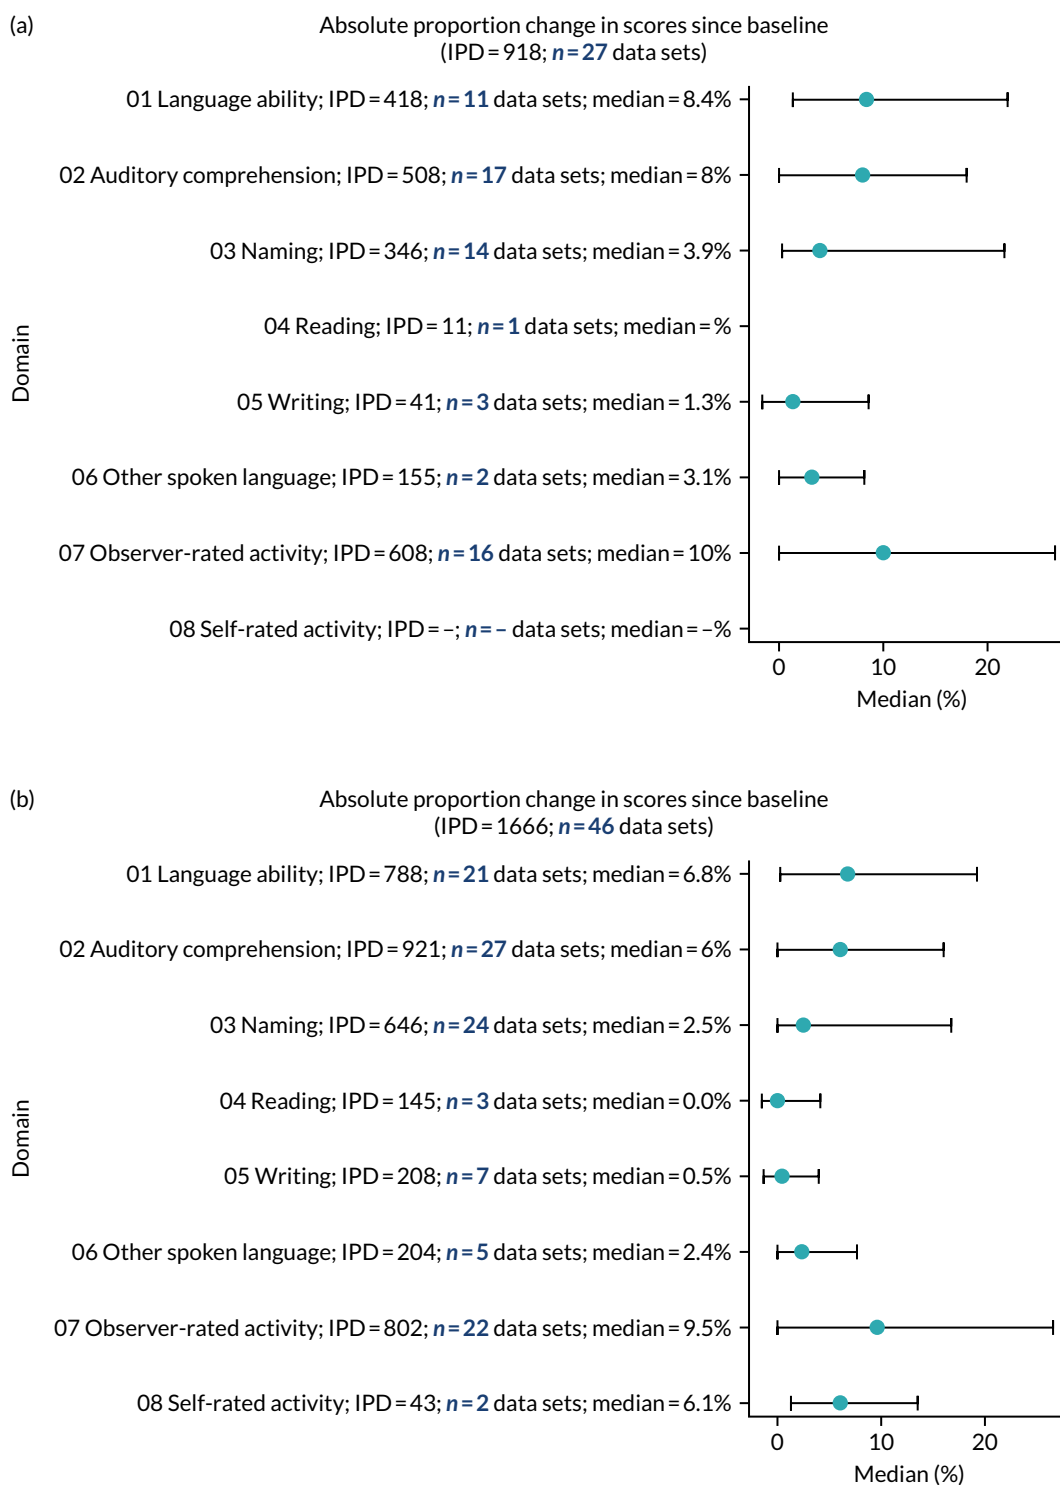 (a)
Absolute proportion change in scores since baseline
(IPD = 918; n = 27 data sets)
01 Language ability; IPD = 418; n = 11 data sets; median = 8.4%
02 Auditory comprehension; IPD = 508; n = 17 data sets; median = 8%
03 Naming; IPD = 346; n = 14 data sets; median = 3.9%
04 Reading; IPD = 11; n = 1 data sets; median = %
05 Writing; IPD = 41; n = 3 data sets; median = 1.3%
06 Other spoken language; IPD = 155; n = 2 data sets; median = 3.1%
07 Observer-rated activity; IPD = 608; n = 16 data sets; median = 10%
08 Self-rated activity; IPD = –; n = – data sets; median = –%
Domain
0 10 20
Median (%)
(b)
Absolute proportion change in scores since baseline
(IPD = 1666; n = 46 data sets)
01 Language ability; IPD = 788; n = 21 data sets; median = 6.8%
02 Auditory comprehension; IPD = 921; n = 27 data sets; median = 6%
03 Naming; IPD = 646; n = 24 data sets; median = 2.5%
04 Reading; IPD = 145; n = 3 data sets; median = 0.0%
05 Writing; IPD = 208; n = 7 data sets; median = 0.5%
06 Other spoken language; IPD = 204; n = 5 data sets; median = 2.4%
07 Observer-rated activity; IPD = 802; n = 22 data sets; median = 9.5%
08 Self-rated activity; IPD = 43; n = 2 data sets; median = 6.1%
Domain
0 10 20
Median (%)